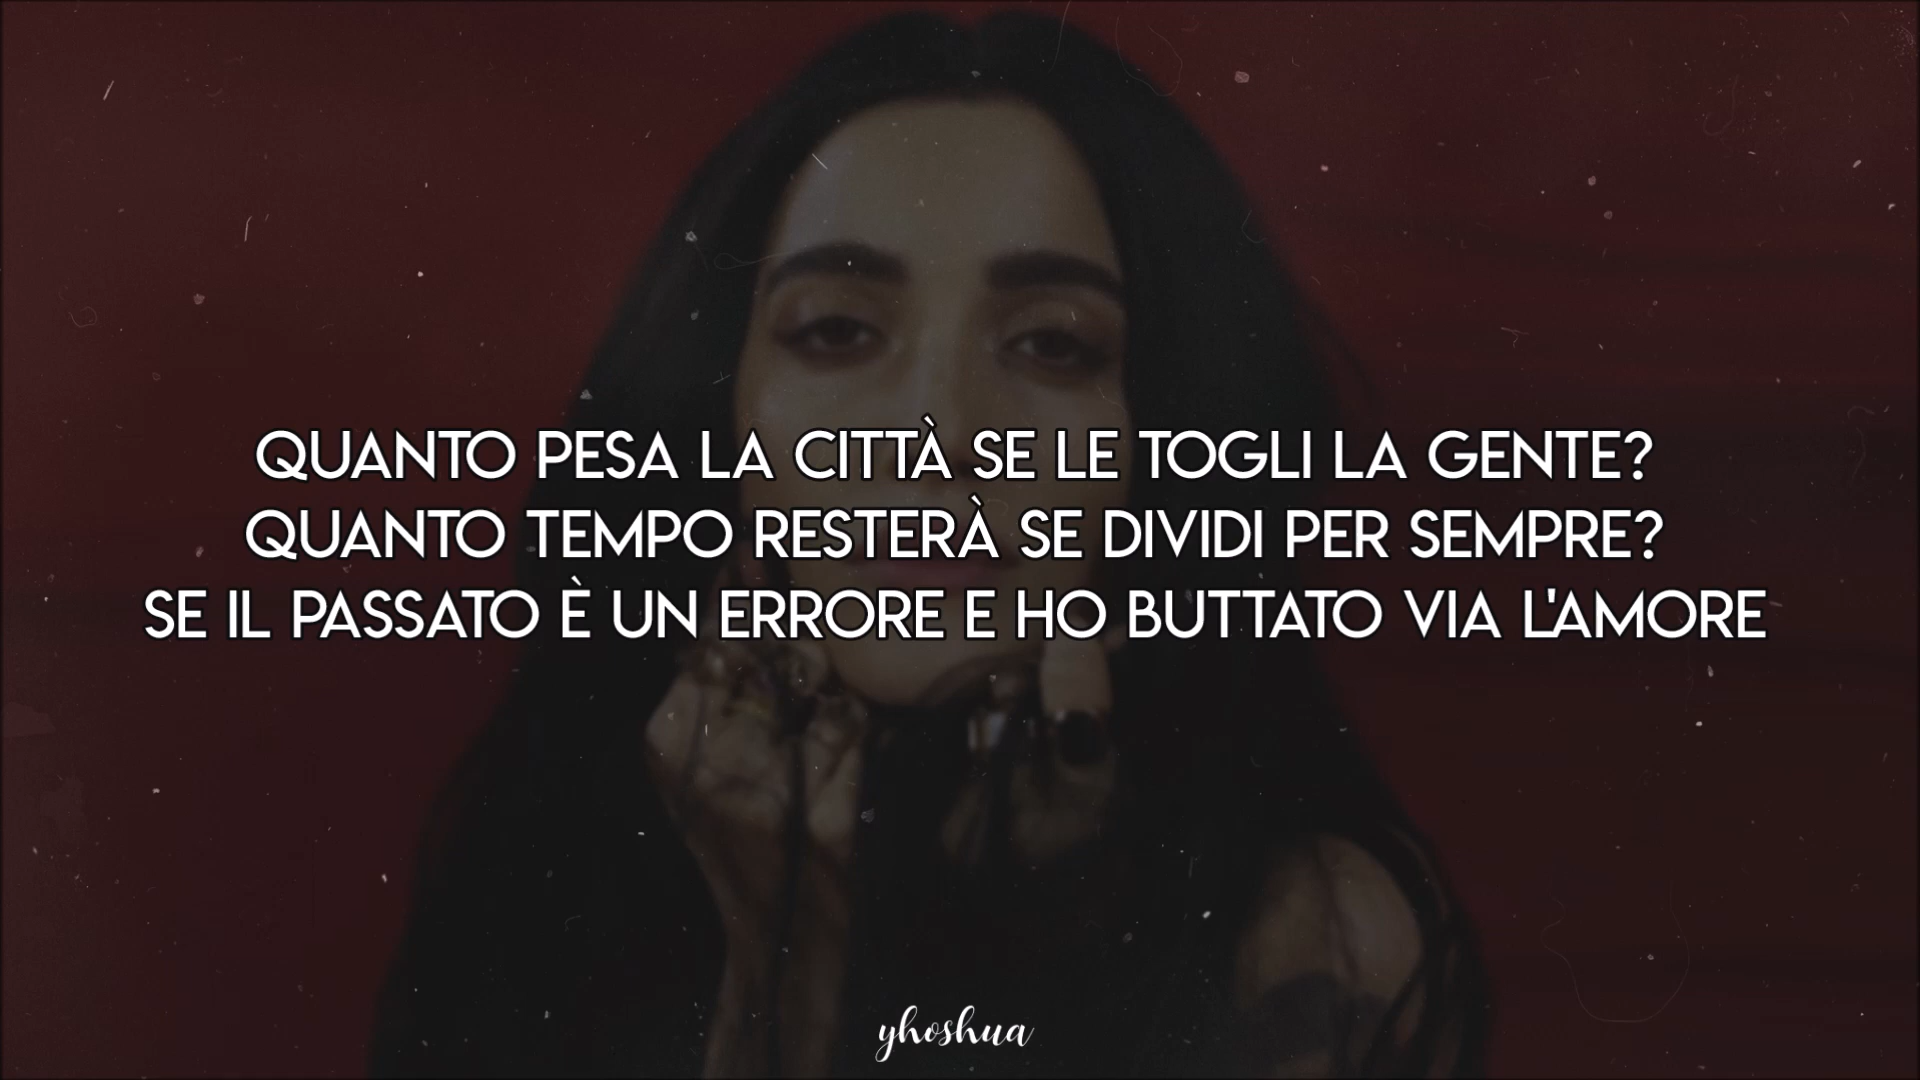 QUANTO PESA LA CITTÀ SE LE TOGLI LA GENTE?
QUANTO TEMPO RESTERÀ SE DIVIDI PER SEMPRE?
SE IL PASSATO È UN ERRORE E HO BUTTATO VIA L'AMORE
yhoshua